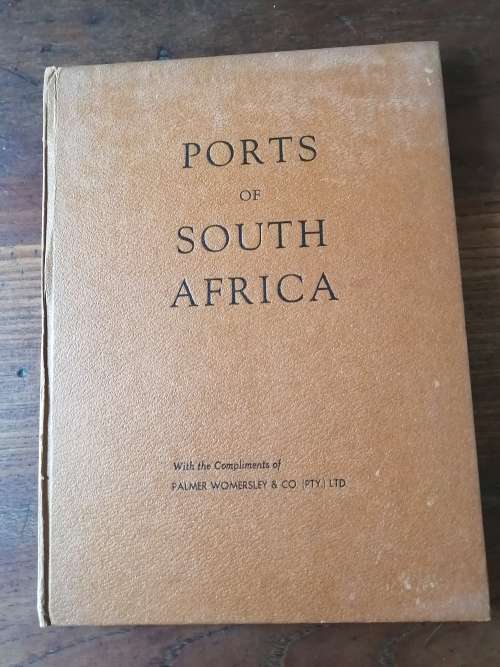 PORTS
OF
SOUTH
AFRICA
With the Compliments of
PALMER WOMERSLEY & CO. (PTY.) LTD